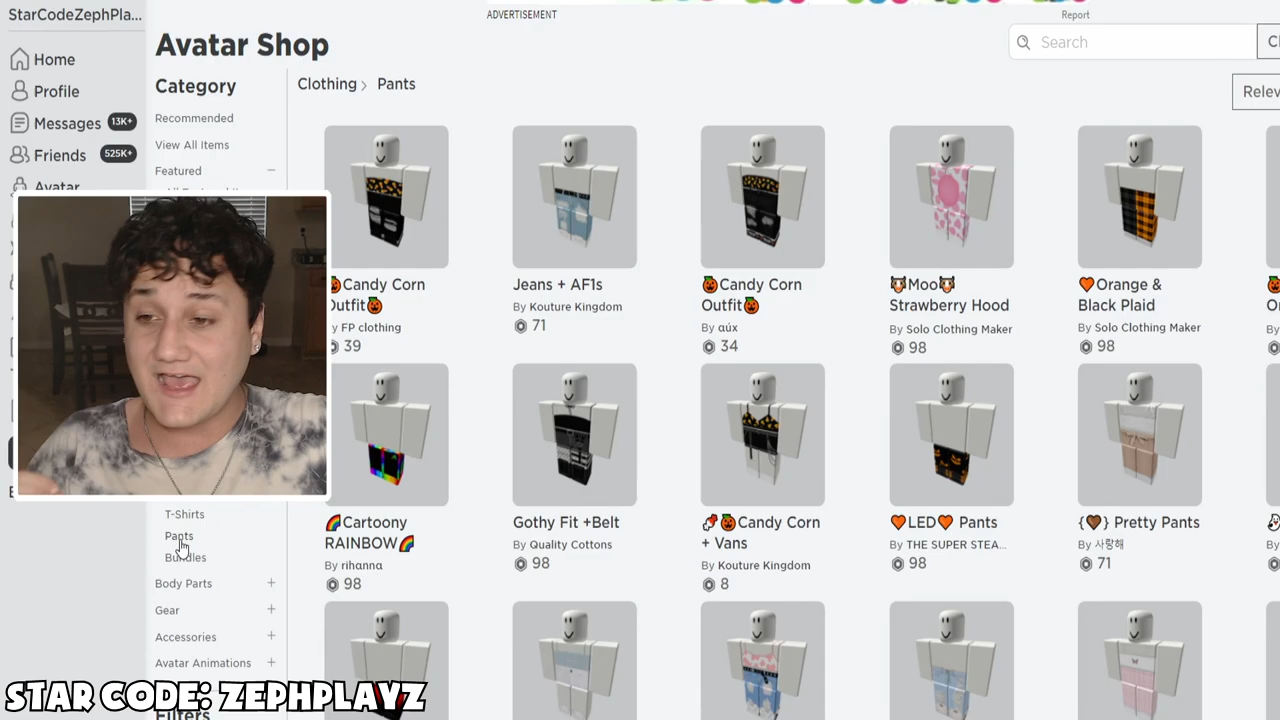 StarCodeZephPla...
ADVERTISEMENT
Report
Avatar Shop
Search
Home
Profile
Messages 13K+
Friends 525K+
Avatar
Category
Recommended
View All Items
Featured
Clothing > Pants
Relev
🎃Candy Corn
Outfit🎃
By FP clothing
39
Jeans + AF1s
By Kouture Kingdom
71
🎃Candy Corn
Outfit🎃
By αúx
34
🐮Moo🐮
Strawberry Hood
By Solo Clothing Maker
98
🧡Orange &
Black Plaid
By Solo Clothing Maker
98
🌈Cartoony
RAINBOW🌈
By rihanna
98
Gothy Fit +Belt
By Quality Cottons
98
🎃Candy Corn
+ Vans
By Kouture Kingdom
8
🧡LED🧡 Pants
By THE SUPER STEA...
98
{🤎} Pretty Pants
By 사랑해
71
T-Shirts
Pants
Bundles
Body Parts
Gear
Accessories
Avatar Animations
Filters
STAR CODE: ZEPHPLAYZ